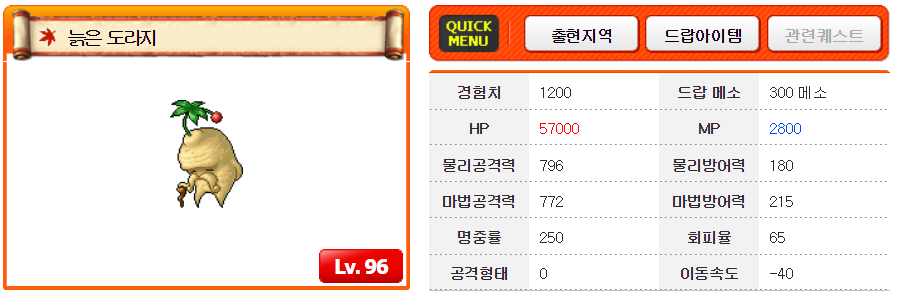 늙은 도라지
Lv. 96
QUICK
MENU
출현지역
드랍아이템
관련퀘스트
경험치 1200 드랍 메소 300 메소
HP 57000 MP 2800
물리공격력 796 물리방어력 180
마법공격력 772 마법방어력 215
명중률 250 회피율 65
공격형태 0 이동속도 -40